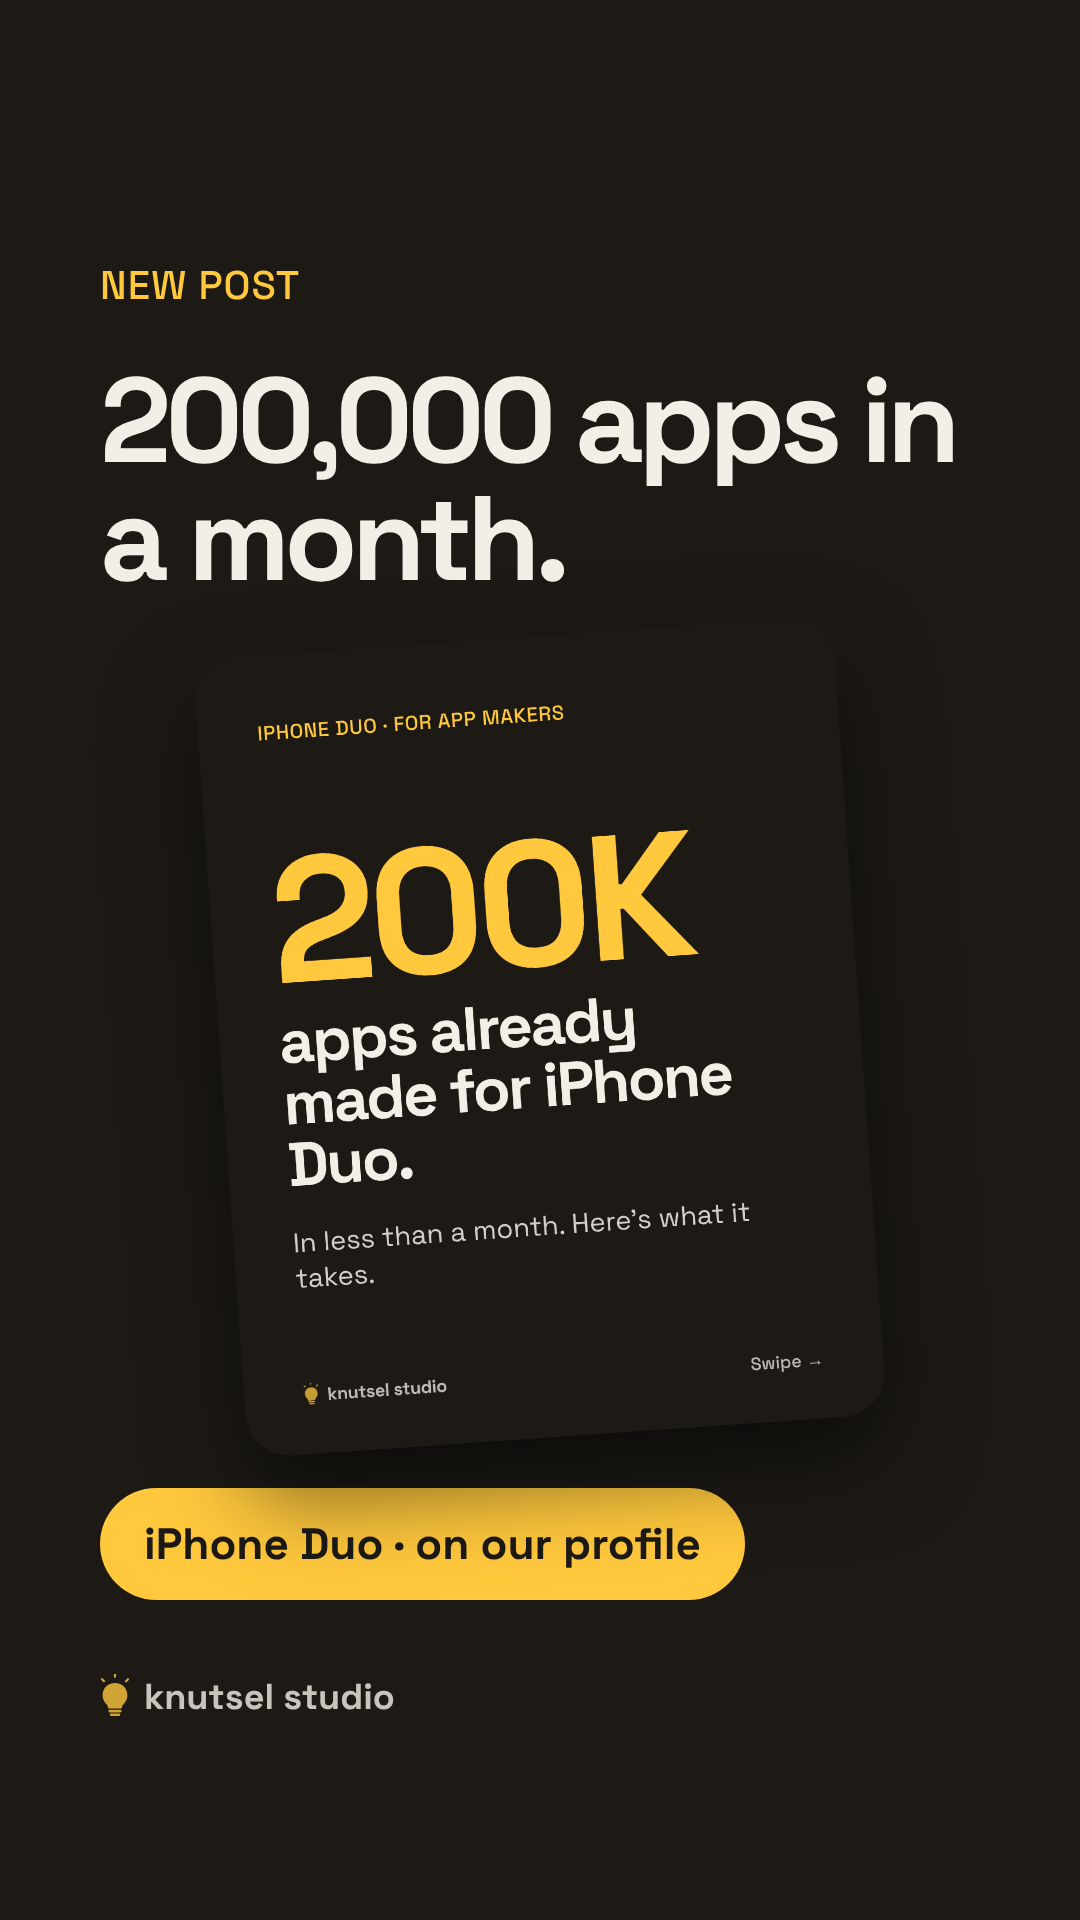 NEW POST
200,000 apps in
a month.
IPHONE DUO · FOR APP MAKERS
200K
apps already
made for iPhone
Duo.
In less than a month. Here’s what it
takes.
knutsel studio
Swipe →
iPhone Duo · on our profile
knutsel studio